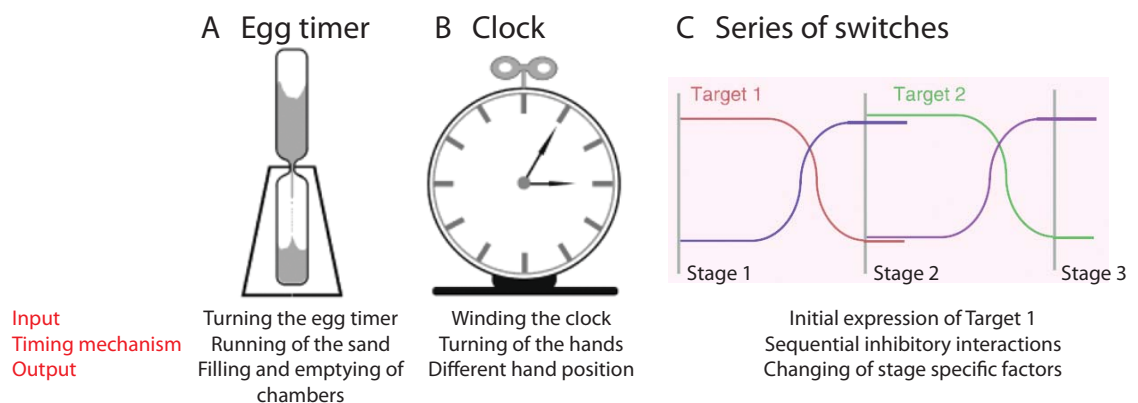 A Egg timer
B Clock
C Series of switches
Target 1
Target 2
Stage 1
Stage 2
Stage 3
Input
Turning the egg timer
Winding the clock
Initial expression of Target 1
Timing mechanism
Running of the sand
Turning of the hands
Sequential inhibitory interactions
Output
Filling and emptying of
chambers
Different hand position
Changing of stage specific factors